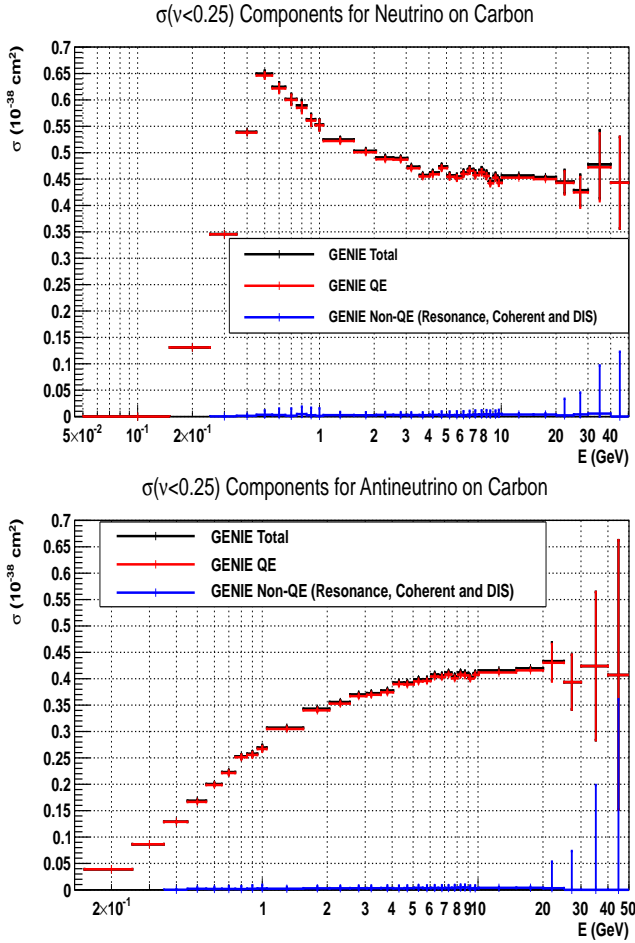 σ(ν<0.25) Components for Neutrino on Carbon
σ (10⁻³⁸ cm²)
0.7
0.65
0.6
0.55
0.5
0.45
0.4
0.35
0.3
0.25
0.2
0.15
0.1
0.05
0
GENIE Total
GENIE QE
GENIE Non-QE (Resonance, Coherent and DIS)
5×10⁻² 10⁻¹ 2×10⁻¹ 1 2 3 4 5 6 7 8 10 20 30 40
E (GeV)
σ(ν<0.25) Components for Antineutrino on Carbon
σ (10⁻³⁸ cm²)
0.7
0.65
0.6
0.55
0.5
0.45
0.4
0.35
0.3
0.25
0.2
0.15
0.1
0.05
0
GENIE Total
GENIE QE
GENIE Non-QE (Resonance, Coherent and DIS)
2×10⁻¹ 1 2 3 4 5 6 7 8 9 10 20 30 40 50
E (GeV)